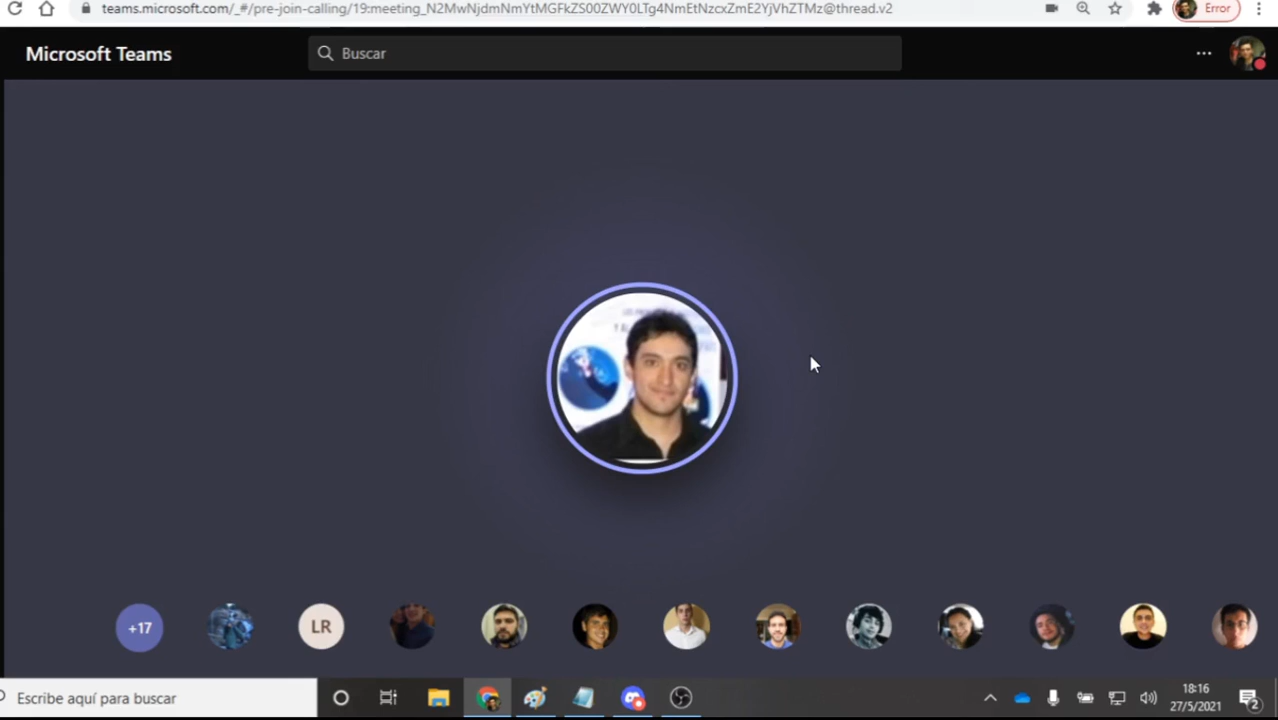 teams.microsoft.com/_#/pre-join-calling/19:meeting_N2MwNjdmNmYtMGFkZS00ZWY0LTg4NmEtNzcxZmE2YjVhZTMz@thread.v2
Error
Microsoft Teams
Buscar
+17
LR
Escribe aquí para buscar
18:16
27/5/2021
2